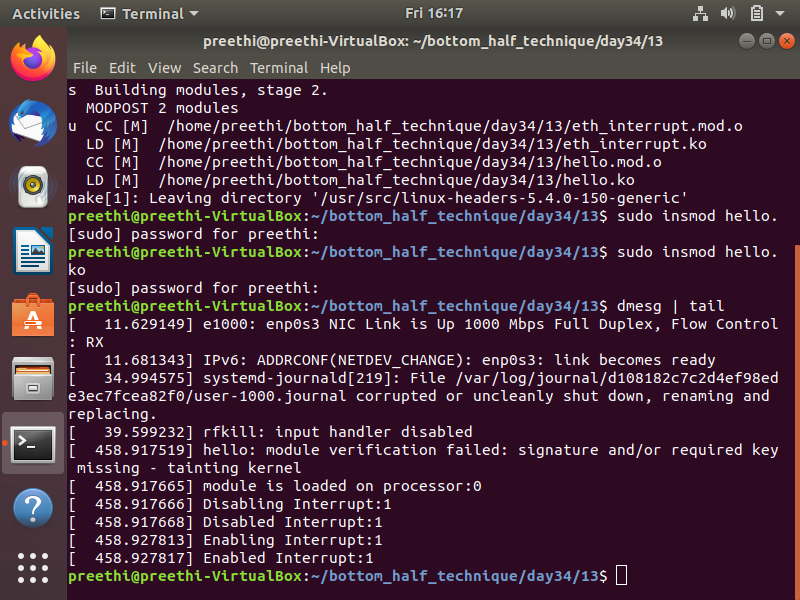 Activities
Terminal
Fri 16:17
preethi@preethi-VirtualBox: ~/bottom_half_technique/day34/13
File Edit View Search Terminal Help
s  Building modules, stage 2.
  MODPOST 2 modules
u  CC [M]  /home/preethi/bottom_half_technique/day34/13/eth_interrupt.mod.o
  LD [M]  /home/preethi/bottom_half_technique/day34/13/eth_interrupt.ko
  CC [M]  /home/preethi/bottom_half_technique/day34/13/hello.mod.o
  LD [M]  /home/preethi/bottom_half_technique/day34/13/hello.ko
make[1]: Leaving directory '/usr/src/linux-headers-5.4.0-150-generic'
preethi@preethi-VirtualBox:~/bottom_half_technique/day34/13$ sudo insmod hello.
[sudo] password for preethi:
preethi@preethi-VirtualBox:~/bottom_half_technique/day34/13$ sudo insmod hello.
ko
[sudo] password for preethi:
preethi@preethi-VirtualBox:~/bottom_half_technique/day34/13$ dmesg | tail
[   11.629149] e1000: enp0s3 NIC Link is Up 1000 Mbps Full Duplex, Flow Control
: RX
[   11.681343] IPv6: ADDRCONF(NETDEV_CHANGE): enp0s3: link becomes ready
[   34.994575] systemd-journald[219]: File /var/log/journal/d108182c7c2d4ef98ed
e3ec7fcea82f0/user-1000.journal corrupted or uncleanly shut down, renaming and
replacing.
[   39.599232] rfkill: input handler disabled
[  458.917519] hello: module verification failed: signature and/or required key
 missing - tainting kernel
[  458.917665] module is loaded on processor:0
[  458.917666] Disabling Interrupt:1
[  458.917668] Disabled Interrupt:1
[  458.927813] Enabling Interrupt:1
[  458.927817] Enabled Interrupt:1
preethi@preethi-VirtualBox:~/bottom_half_technique/day34/13$